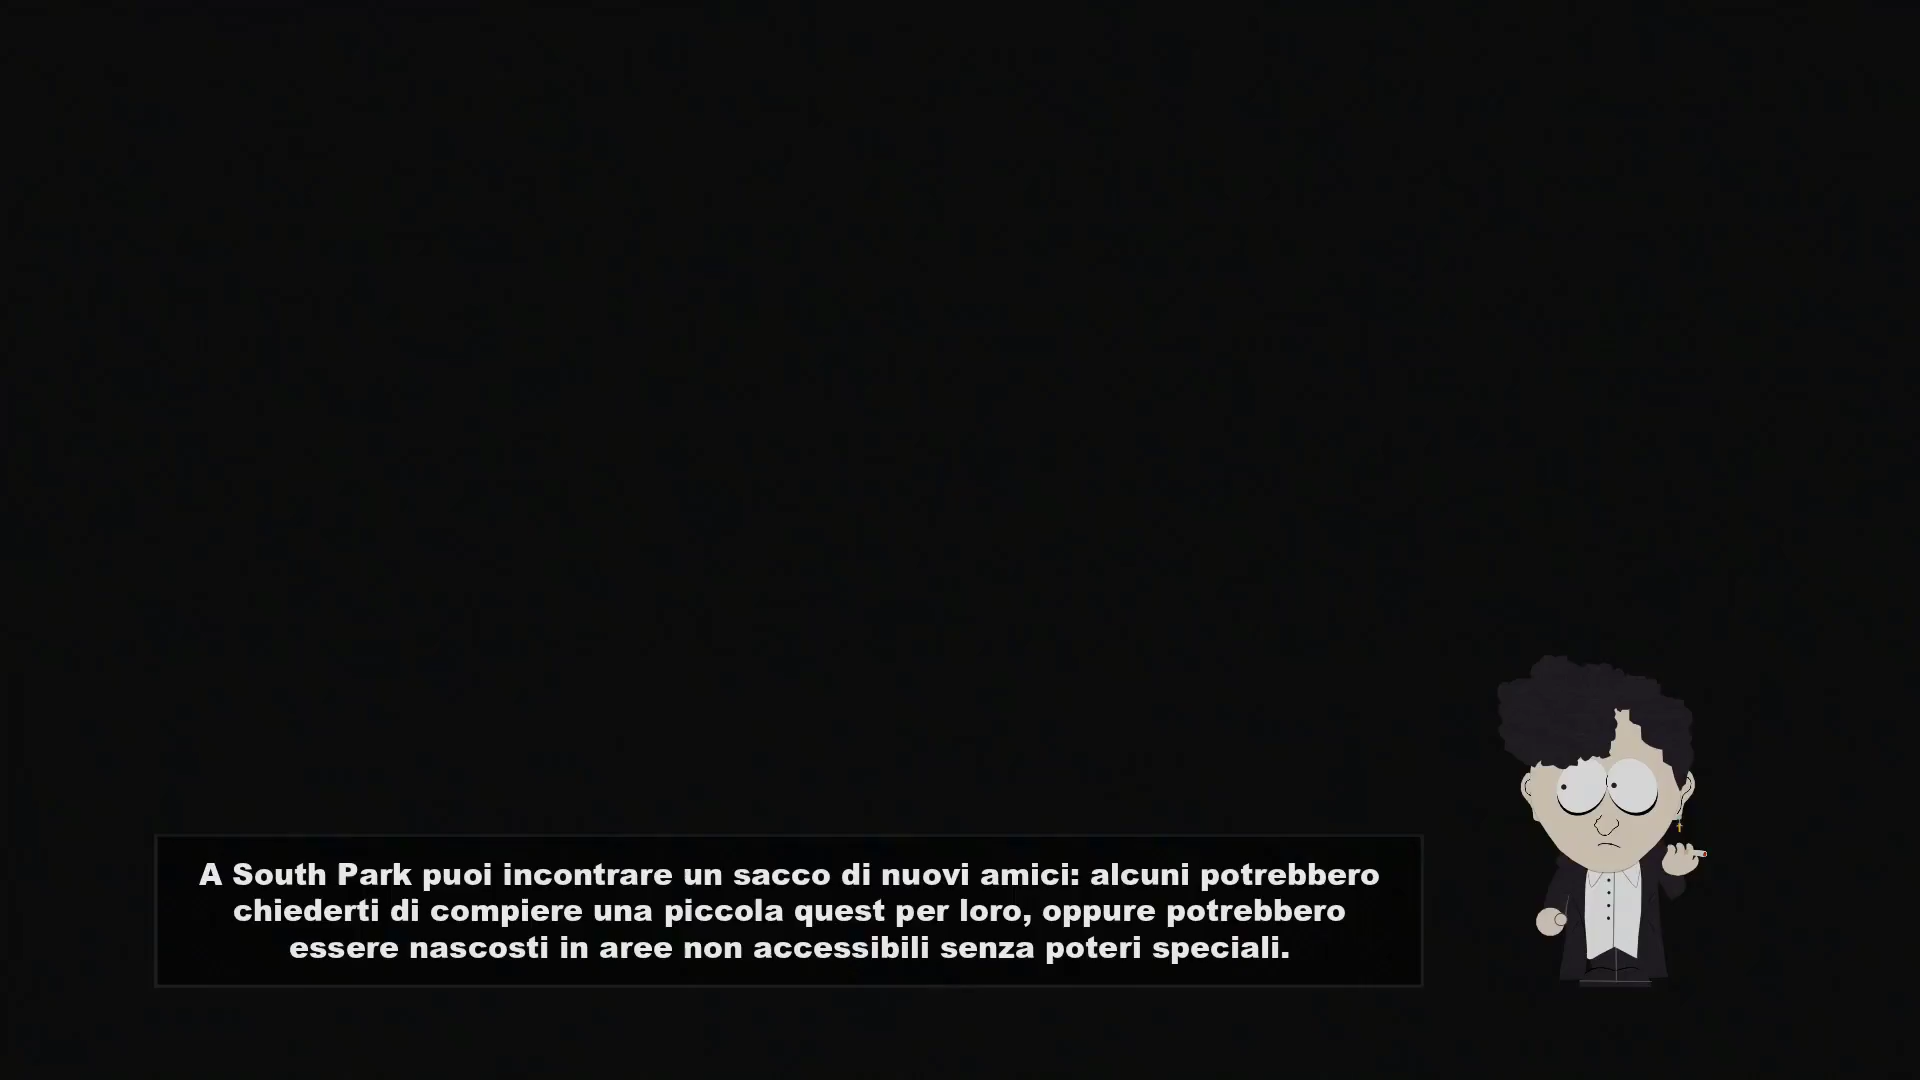 A South Park puoi incontrare un sacco di nuovi amici: alcuni potrebbero
chiederti di compiere una piccola quest per loro, oppure potrebbero
essere nascosti in aree non accessibili senza poteri speciali.